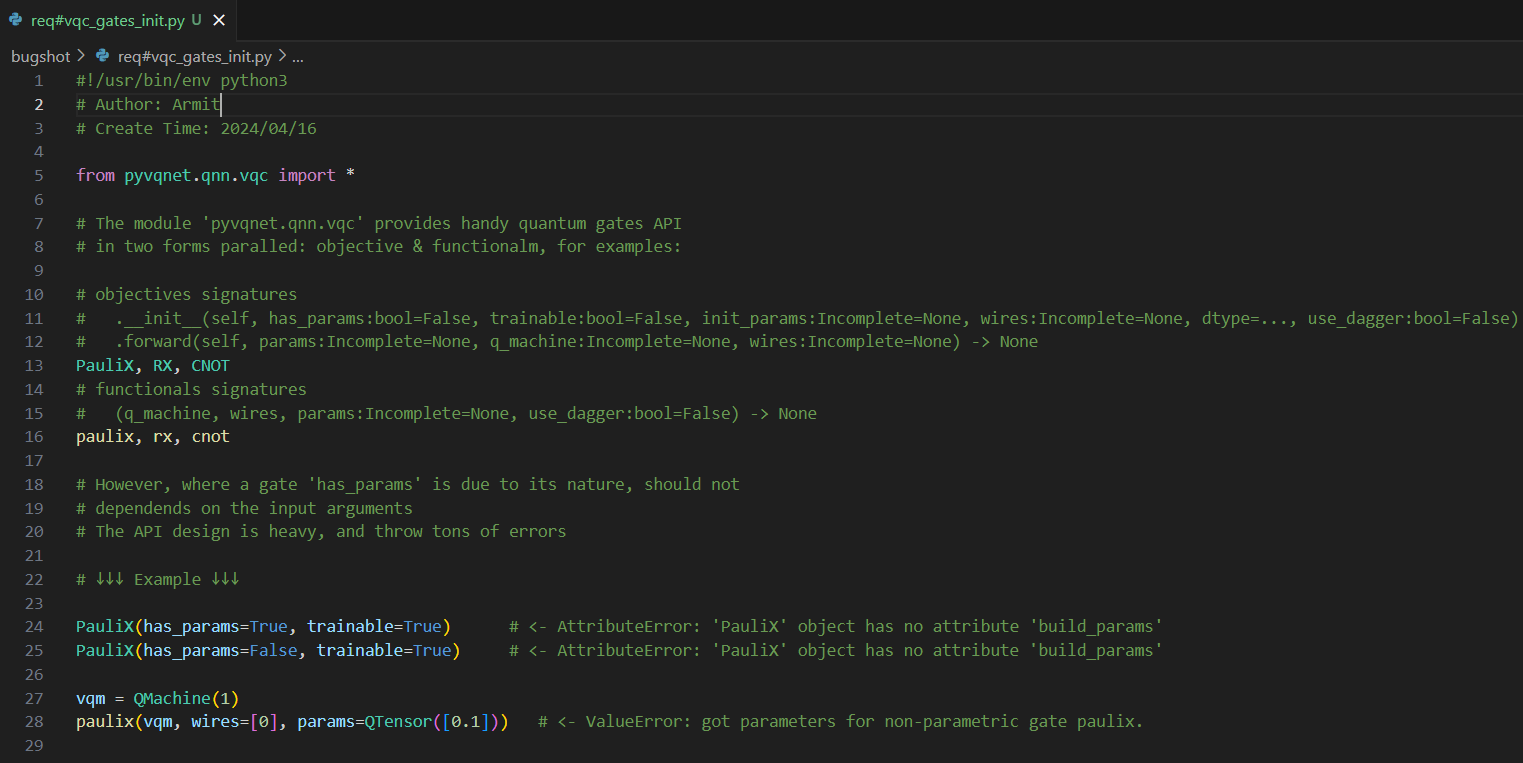 req#vqc_gates_init.py U ×
bugshot > req#vqc_gates_init.py > ...
1 #!/usr/bin/env python3
2 # Author: Armit
3 # Create Time: 2024/04/16
4
5 from pyvqnet.qnn.vqc import *
6
7 # The module 'pyvqnet.qnn.vqc' provides handy quantum gates API
8 # in two forms paralled: objective & functionalm, for examples:
9
10 # objectives signatures
11 #   .__init__(self, has_params:bool=False, trainable:bool=False, init_params:Incomplete=None, wires:Incomplete=None, dtype=..., use_dagger:bool=False)
12 #   .forward(self, params:Incomplete=None, q_machine:Incomplete=None, wires:Incomplete=None) -> None
13 PauliX, RX, CNOT
14 # functionals signatures
15 #   (q_machine, wires, params:Incomplete=None, use_dagger:bool=False) -> None
16 paulix, rx, cnot
17
18 # However, where a gate 'has_params' is due to its nature, should not
19 # dependends on the input arguments
20 # The API design is heavy, and throw tons of errors
21
22 # ↓↓↓ Example ↓↓↓
23
24 PauliX(has_params=True, trainable=True)      # <- AttributeError: 'PauliX' object has no attribute 'build_params'
25 PauliX(has_params=False, trainable=True)     # <- AttributeError: 'PauliX' object has no attribute 'build_params'
26
27 vqm = QMachine(1)
28 paulix(vqm, wires=[0], params=QTensor([0.1]))   # <- ValueError: got parameters for non-parametric gate paulix.
29